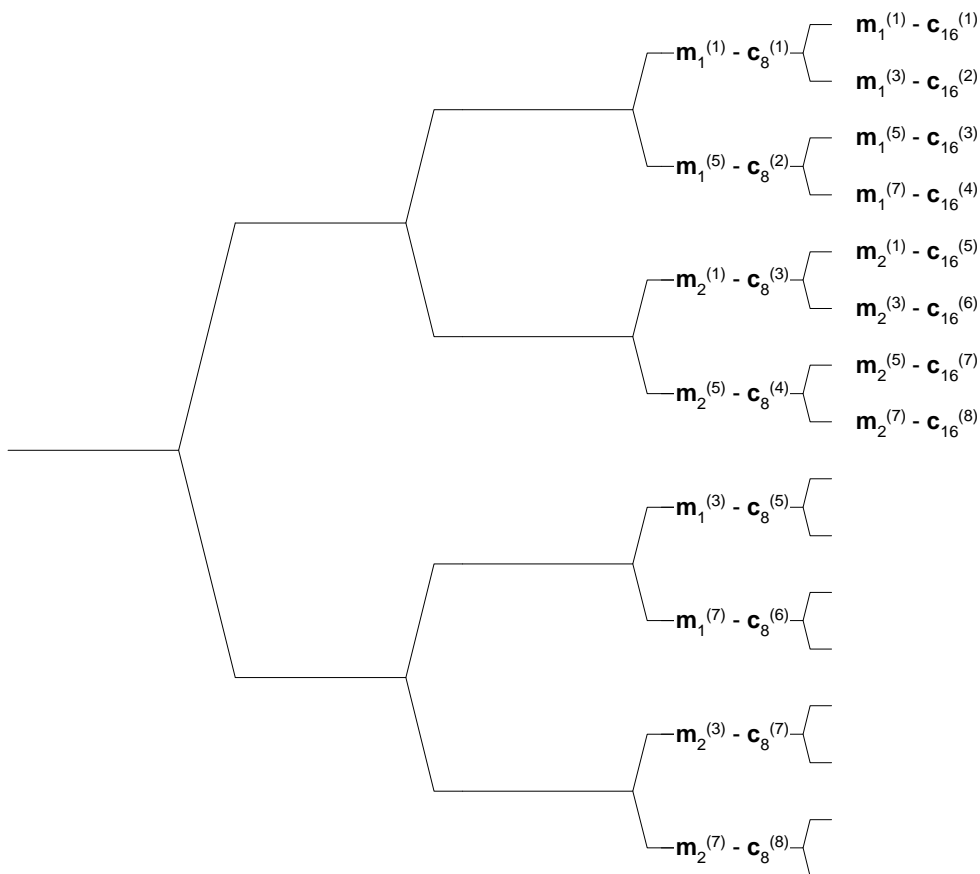 m₁⁽¹⁾ - c₁₆⁽¹⁾
m₁⁽¹⁾ - c₈⁽¹⁾
m₁⁽³⁾ - c₁₆⁽²⁾
m₁⁽⁵⁾ - c₁₆⁽³⁾
m₁⁽⁵⁾ - c₈⁽²⁾
m₁⁽⁷⁾ - c₁₆⁽⁴⁾
m₂⁽¹⁾ - c₁₆⁽⁵⁾
m₂⁽¹⁾ - c₈⁽³⁾
m₂⁽³⁾ - c₁₆⁽⁶⁾
m₂⁽⁵⁾ - c₁₆⁽⁷⁾
m₂⁽⁵⁾ - c₈⁽⁴⁾
m₂⁽⁷⁾ - c₁₆⁽⁸⁾
m₁⁽³⁾ - c₈⁽⁵⁾
m₁⁽⁷⁾ - c₈⁽⁶⁾
m₂⁽³⁾ - c₈⁽⁷⁾
m₂⁽⁷⁾ - c₈⁽⁸⁾